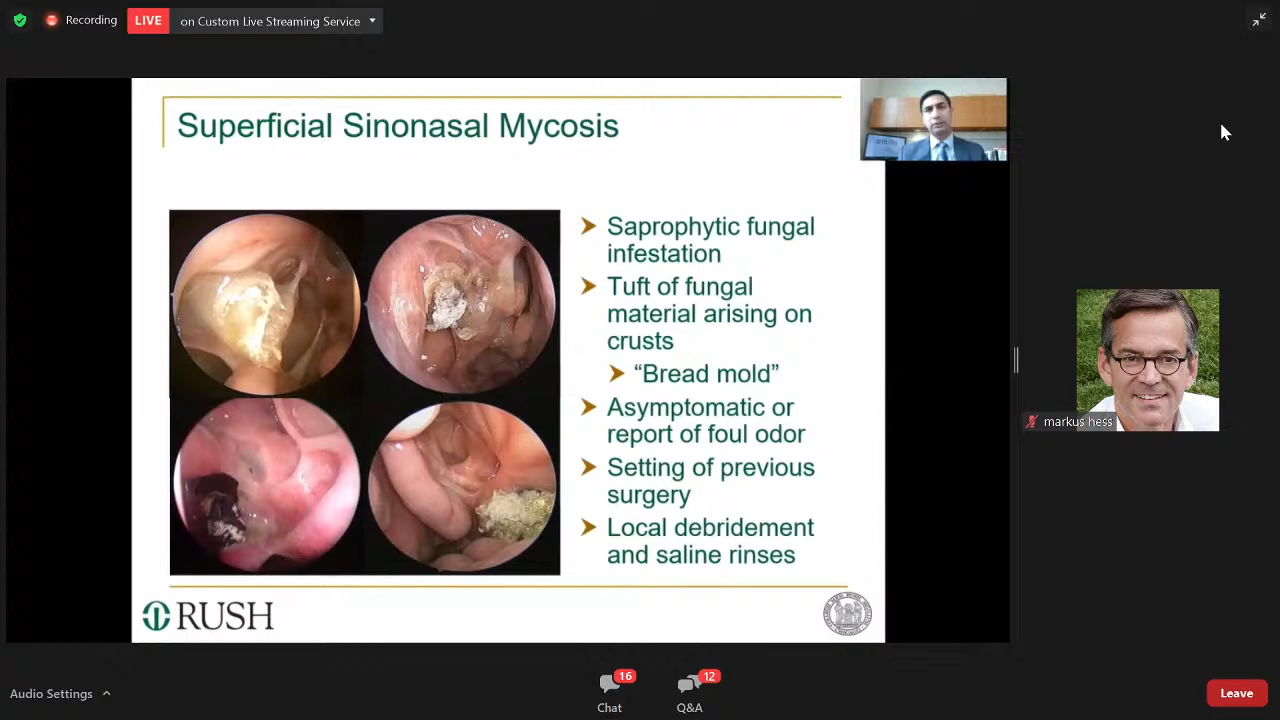 Recording
LIVE
on Custom Live Streaming Service
Superficial Sinonasal Mycosis
Saprophytic fungal
infestation
Tuft of fungal
material arising on
crusts
“Bread mold”
Asymptomatic or
report of foul odor
Setting of previous
surgery
Local debridement
and saline rinses
RUSH
markus hess
Audio Settings
16
Chat
12
Q&A
Leave